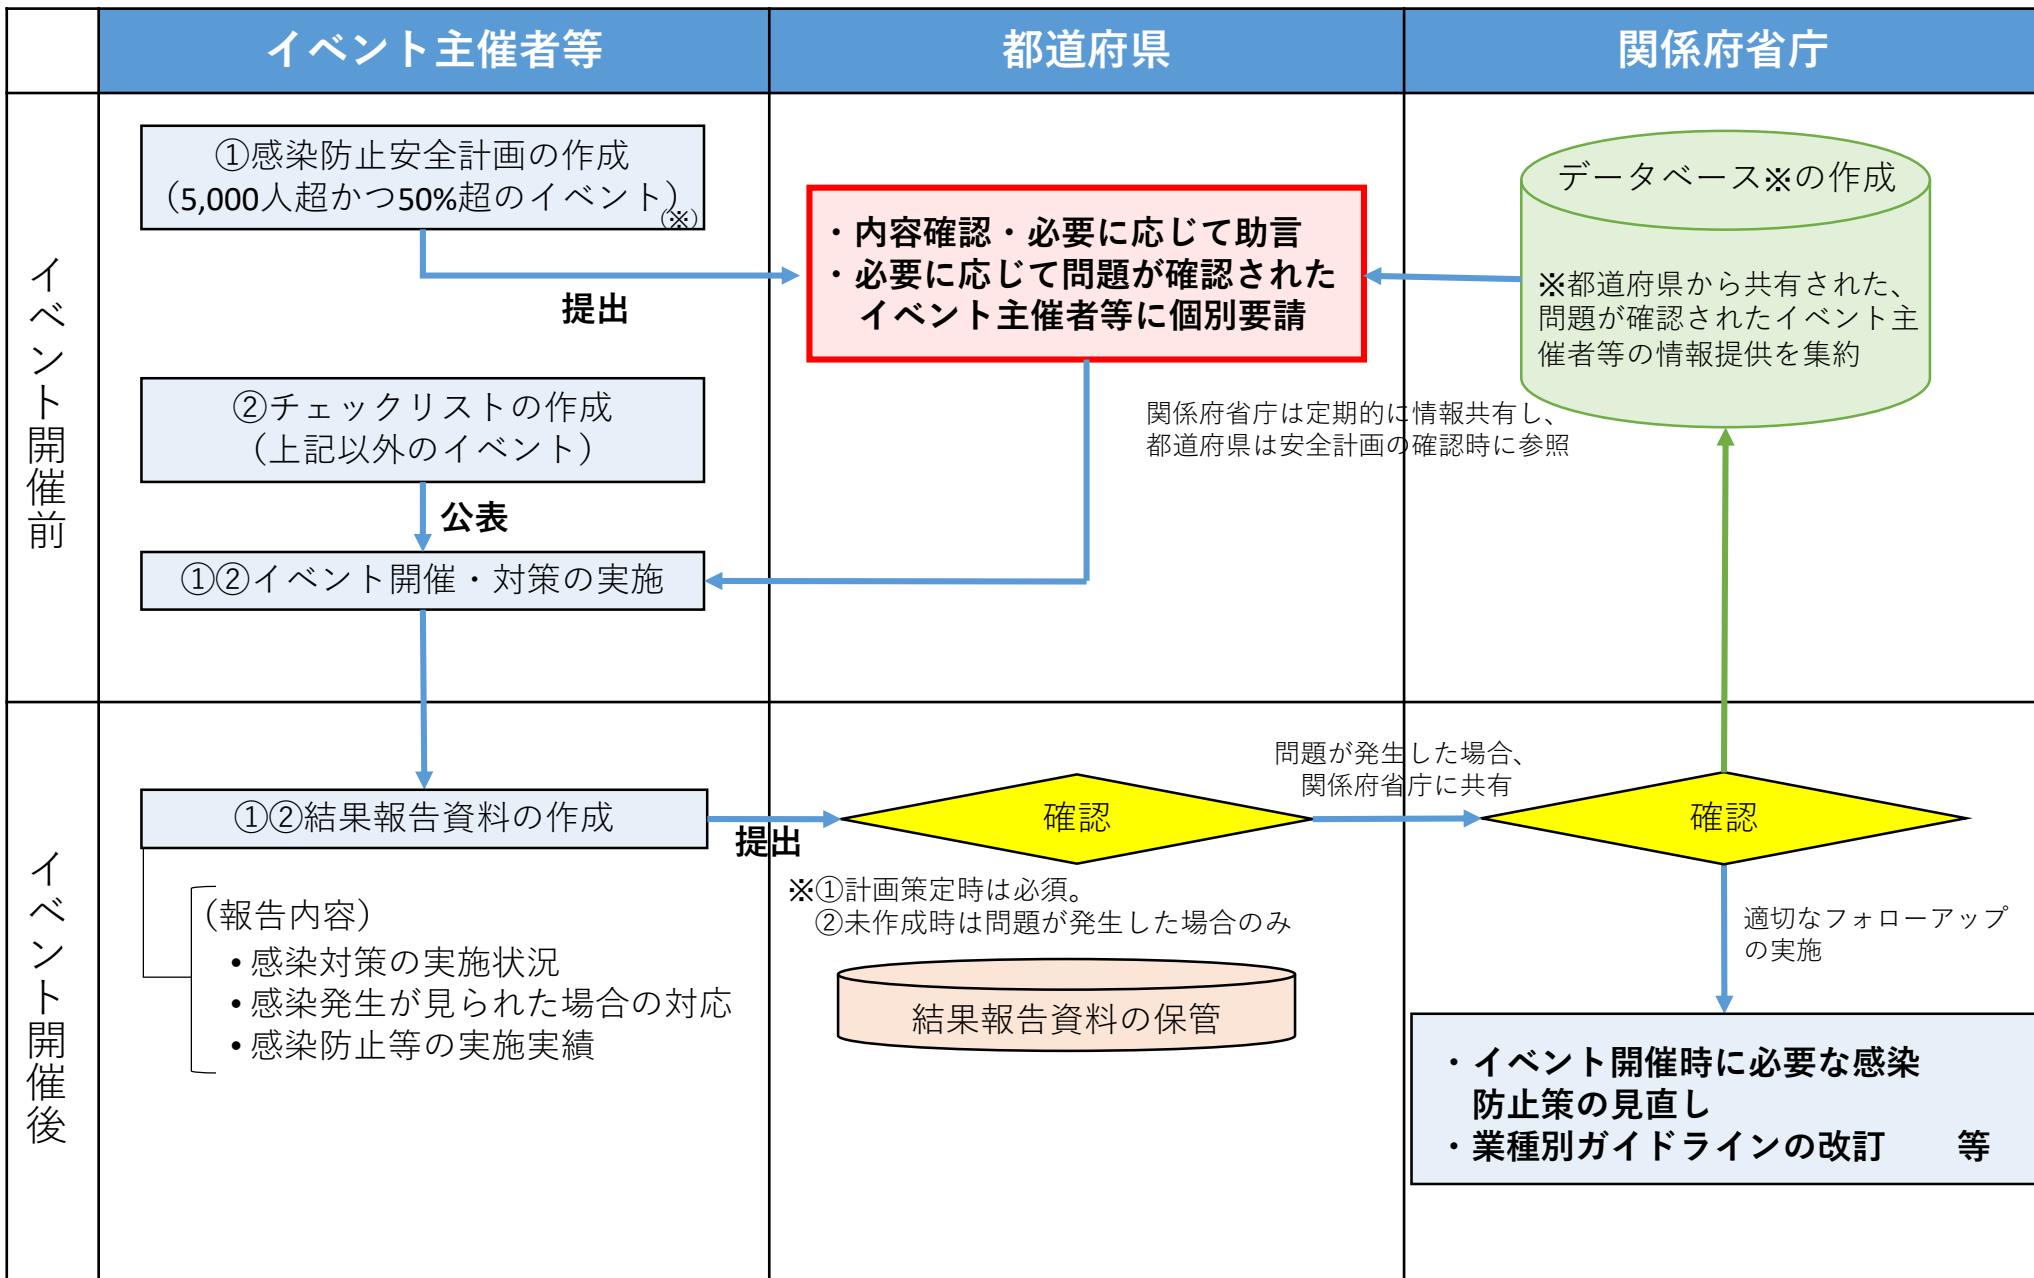 イベント主催者等
都道府県
関係府省庁
イベント開催前
①感染防止安全計画の作成
（5,000人超かつ50%超のイベント）
（※）
提出
・内容確認・必要に応じて助言
・必要に応じて問題が確認された
イベント主催者等に個別要請
データベース※の作成
※都道府県から共有された、
問題が確認されたイベント主
催者等の情報提供を集約
関係府省庁は定期的に情報共有し、
都道府県は安全計画の確認時に参照
②チェックリストの作成
（上記以外のイベント）
公表
①②イベント開催・対策の実施
イベント開催後
①②結果報告資料の作成
提出
確認
問題が発生した場合、
関係府省庁に共有
確認
（報告内容）
• 感染対策の実施状況
• 感染発生が見られた場合の対応
• 感染防止等の実施実績
※①計画策定時は必須。
②未作成時は問題が発生した場合のみ
結果報告資料の保管
適切なフォローアップ
の実施
・イベント開催時に必要な感染
防止策の見直し
・業種別ガイドラインの改訂　　等